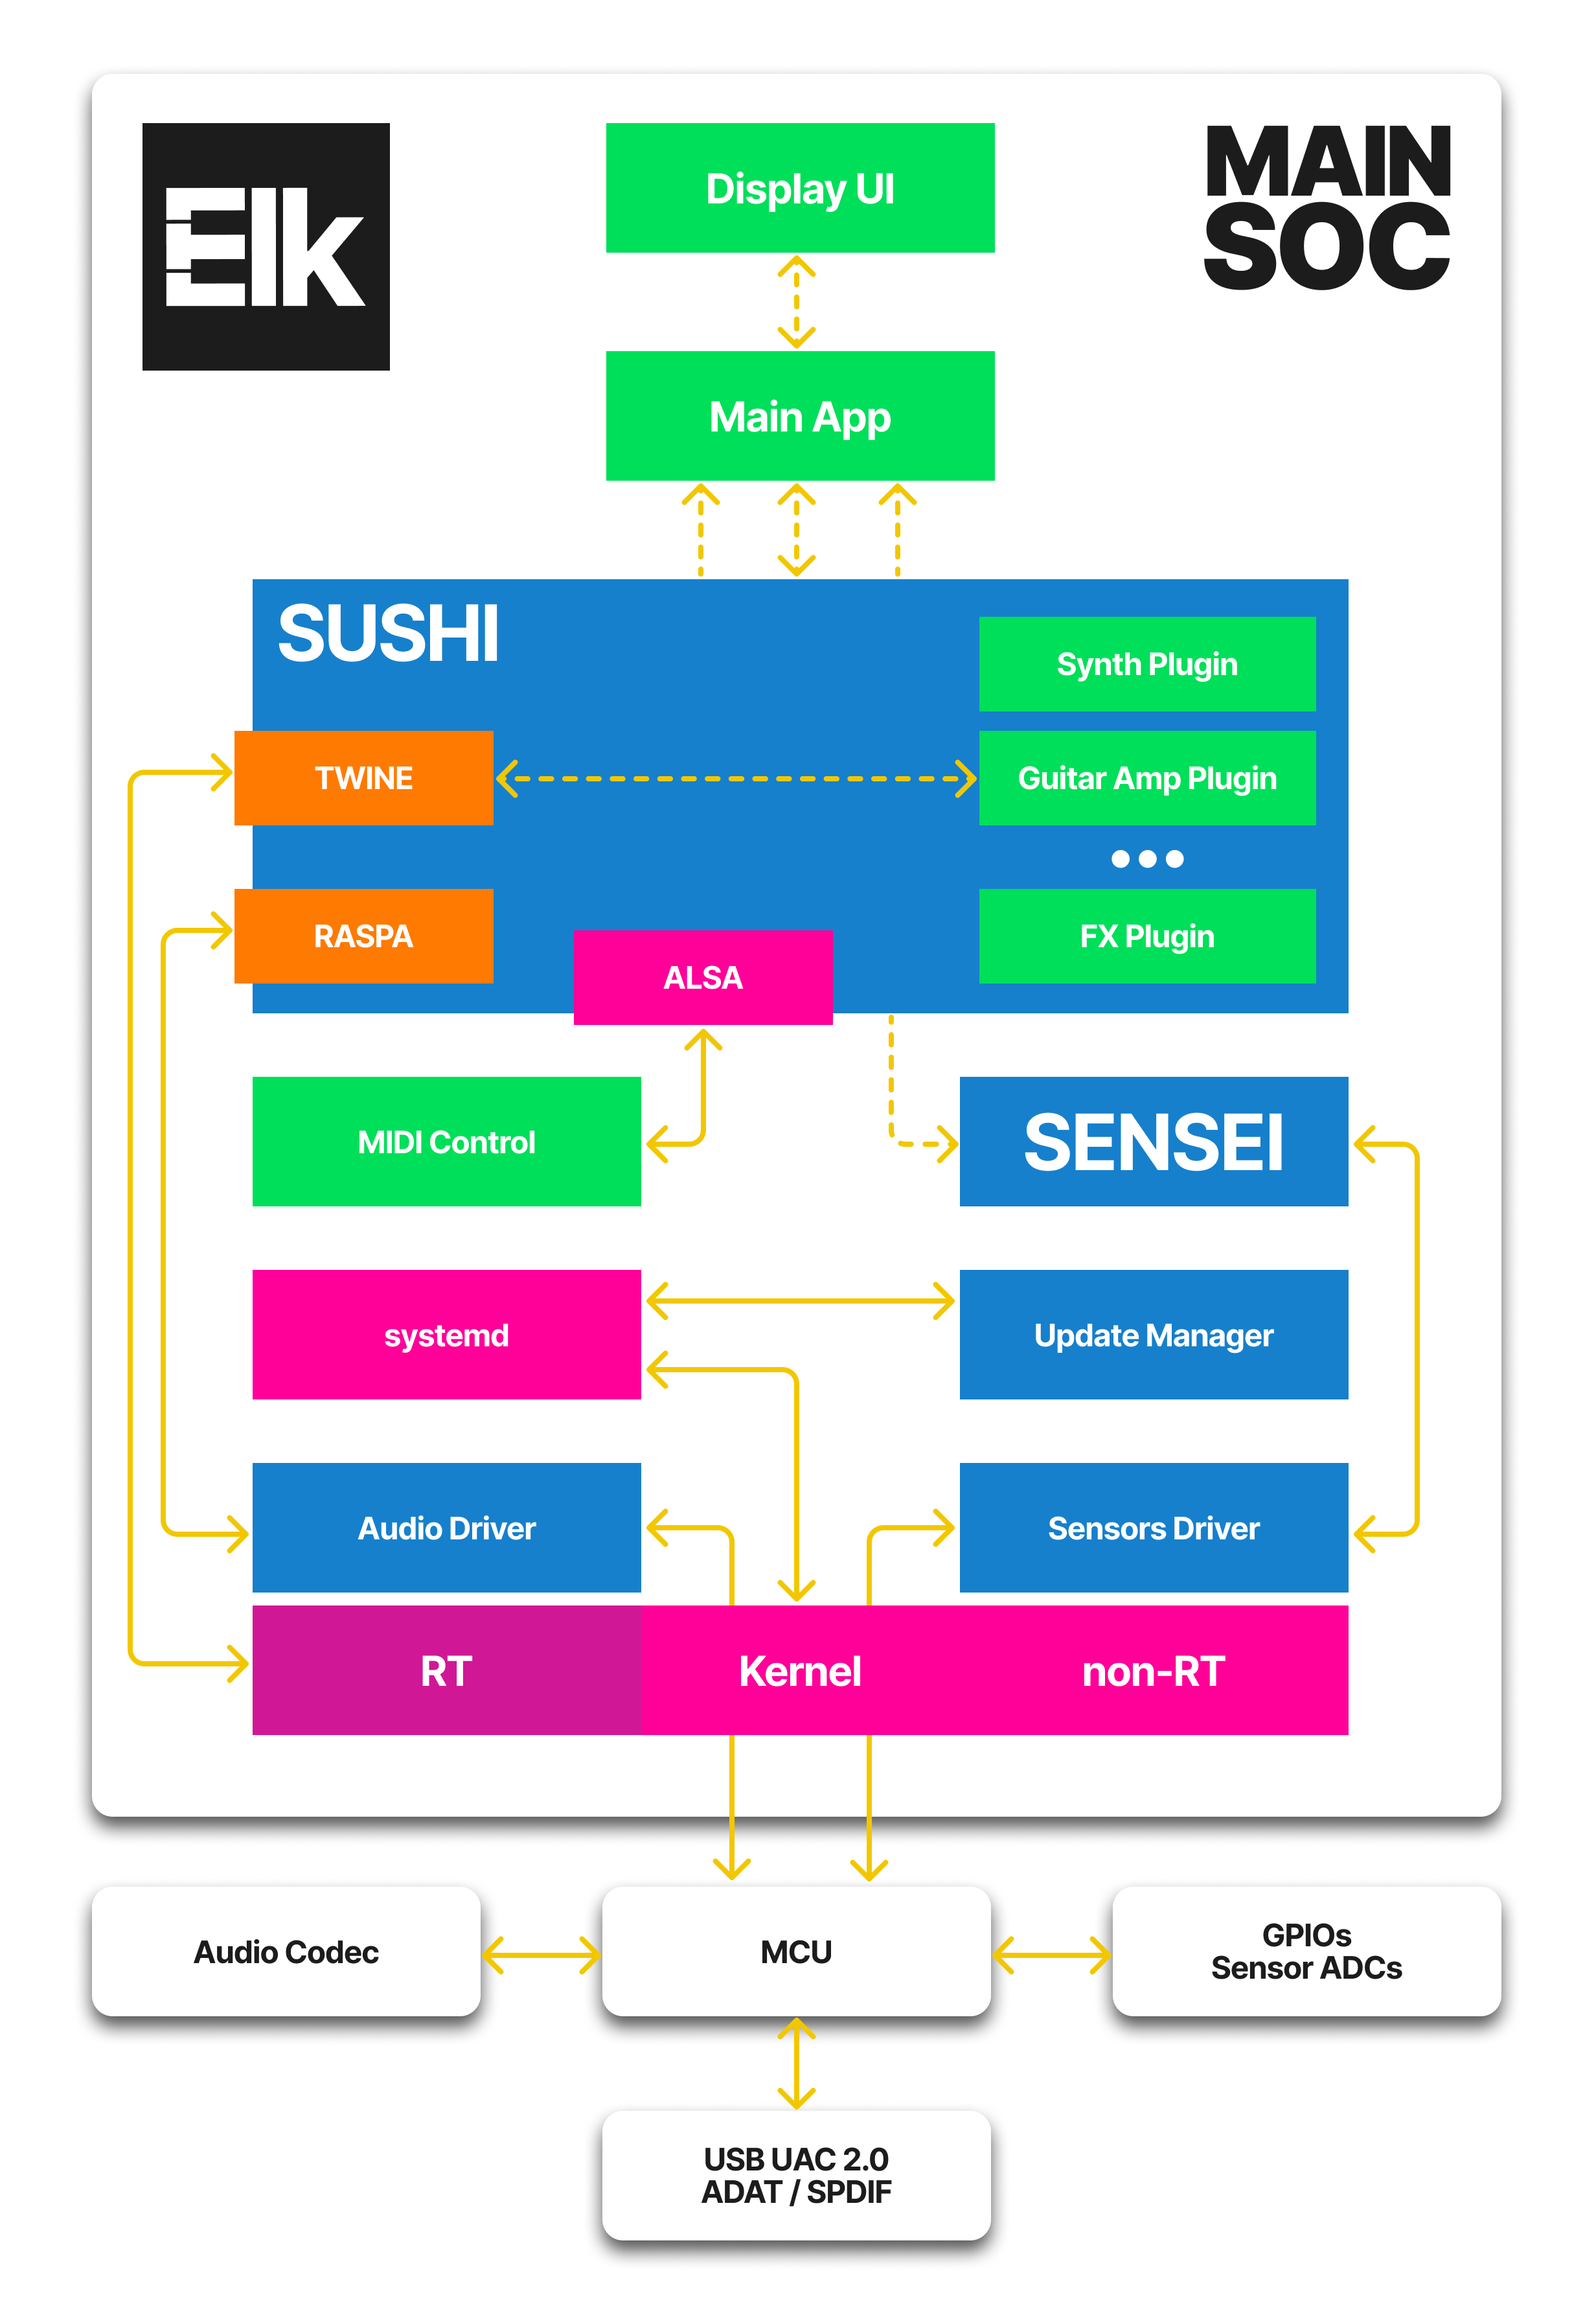 Elk
MAIN
SOC
Display UI
Main App
SUSHI
Synth Plugin
TWINE
Guitar Amp Plugin
RASPA
FX Plugin
ALSA
MIDI Control
SENSEI
systemd
Update Manager
Audio Driver
Sensors Driver
RT
Kernel
non-RT
Audio Codec
MCU
GPIOs
Sensor ADCs
USB UAC 2.0
ADAT / SPDIF